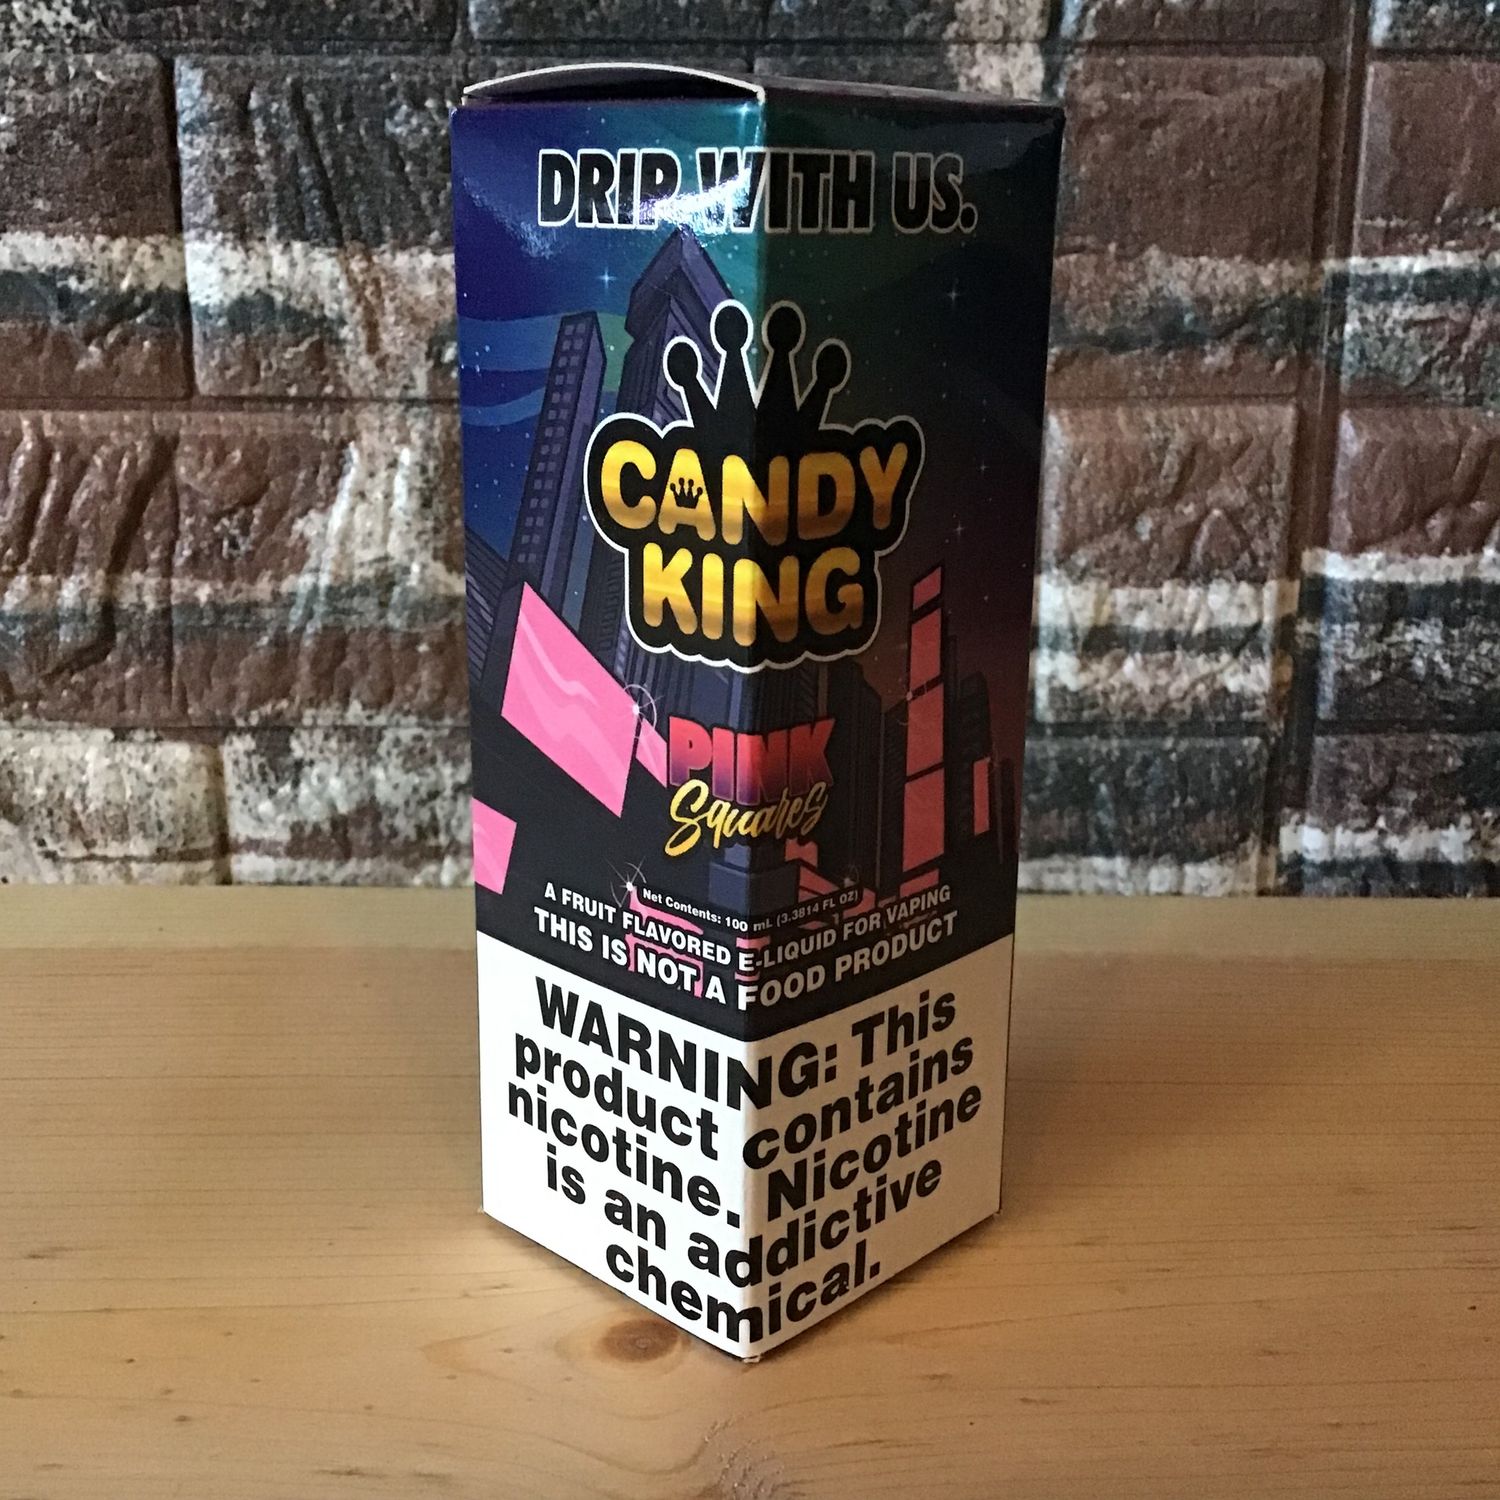 DRIP WITH US.
CANDY
KING
PINK
Squares
Net Contents: 100 mL (3.3814 FL OZ)
A FRUIT FLAVORED E-LIQUID FOR VAPING
THIS IS NOT A FOOD PRODUCT
WARNING: This
product contains
nicotine. Nicotine
is an addictive
chemical.